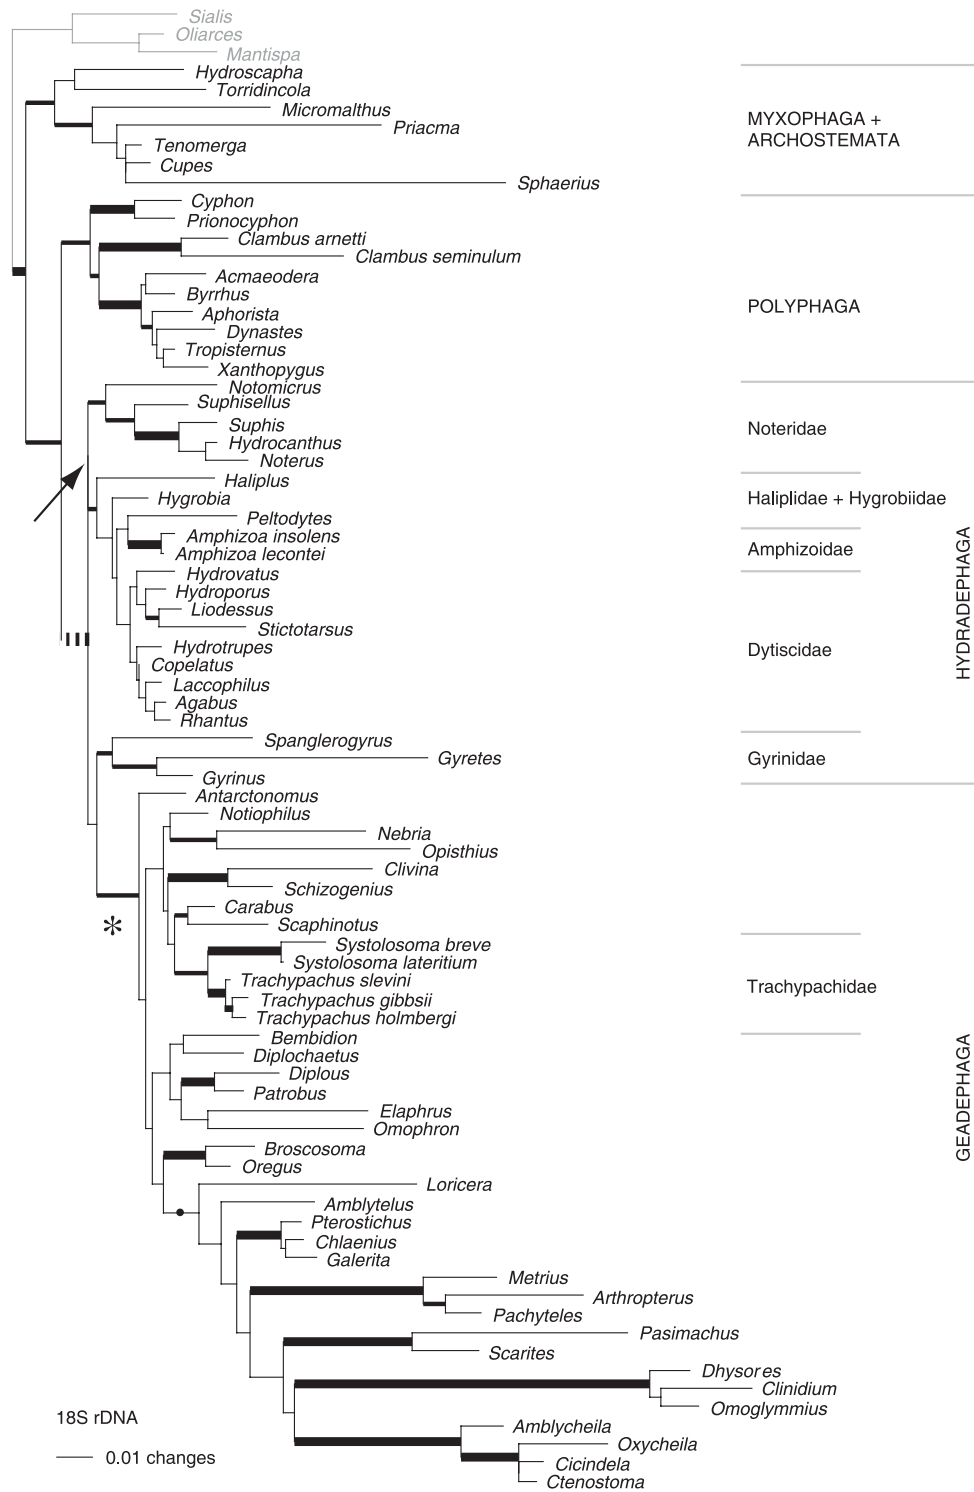 Sialis
Oliarces
Mantispa
Hydroscapha
Torridincola
Micromalthus
Priacma
Tenomerga
Cupes
Sphaerius
MYXOPHAGA +
ARCHOSTEMATA
Cyphon
Prionocyphon
Clambus arnetti
Clambus seminulum
Acmaeodera
Byrrhus
Aphorista
Dynastes
Tropisternus
Xanthopygus
POLYPHAGA
Notomicrus
Suphisellus
Suphis
Hydrocanthus
Noterus
Noteridae
Haliplus
Hygrobia
Haliplidae + Hygrobiidae
Peltodytes
Amphizoa insolens
Amphizoa lecontei
Amphizoidae
Hydrovatus
Hydroporus
Liodessus
Stictotarsus
Hydrotrupes
Copelatus
Laccophilus
Agabus
Rhantus
Dytiscidae
HYDRADEPHAGA
Spanglerogyrus
Gyretes
Gyrinus
Gyrinidae
Antarctonomus
Notiophilus
Nebria
Opisthius
Clivina
Schizogenius
Carabus
Scaphinotus
*
Systolosoma breve
Systolosoma lateritium
Trachypachus slevini
Trachypachus gibbsii
Trachypachus holmbergi
Trachypachidae
Bembidion
Diplochaetus
Diplous
Patrobus
Elaphrus
Omophron
GEADEPHAGA
Broscosoma
Oregus
Loricera
Amblytelus
Pterostichus
Chlaenius
Galerita
Metrius
Arthropterus
Pachyteles
Pasimachus
Scarites
Dhysores
Clinidium
Omoglymmius
Amblycheila
Oxycheila
Cicindela
Ctenostoma
18S rDNA
0.01 changes